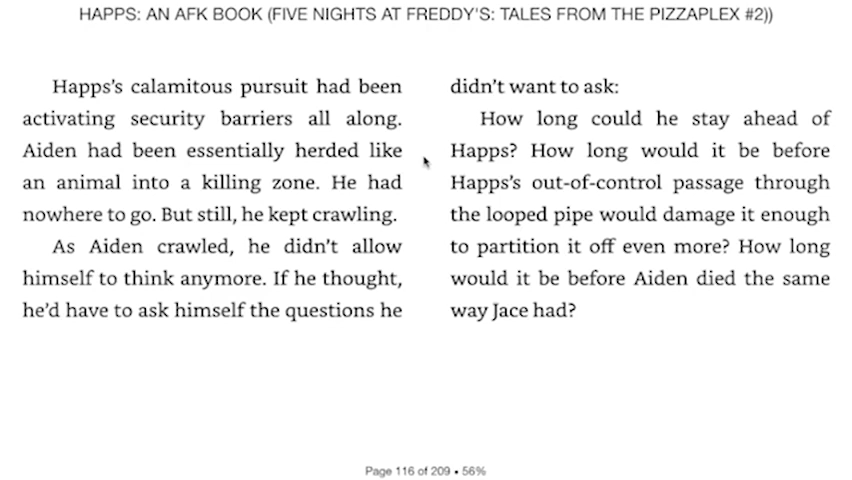 HAPPS: AN AFK BOOK (FIVE NIGHTS AT FREDDY'S: TALES FROM THE PIZZAPLEX #2))
Happs's calamitous pursuit had been
activating security barriers all along.
Aiden had been essentially herded like
an animal into a killing zone. He had
nowhere to go. But still, he kept crawling.
As Aiden crawled, he didn't allow
himself to think anymore. If he thought,
he'd have to ask himself the questions he
didn't want to ask:
How long could he stay ahead of
Happs? How long would it be before
Happs's out-of-control passage through
the looped pipe would damage it enough
to partition it off even more? How long
would it be before Aiden died the same
way Jace had?
Page 116 of 209 • 56%